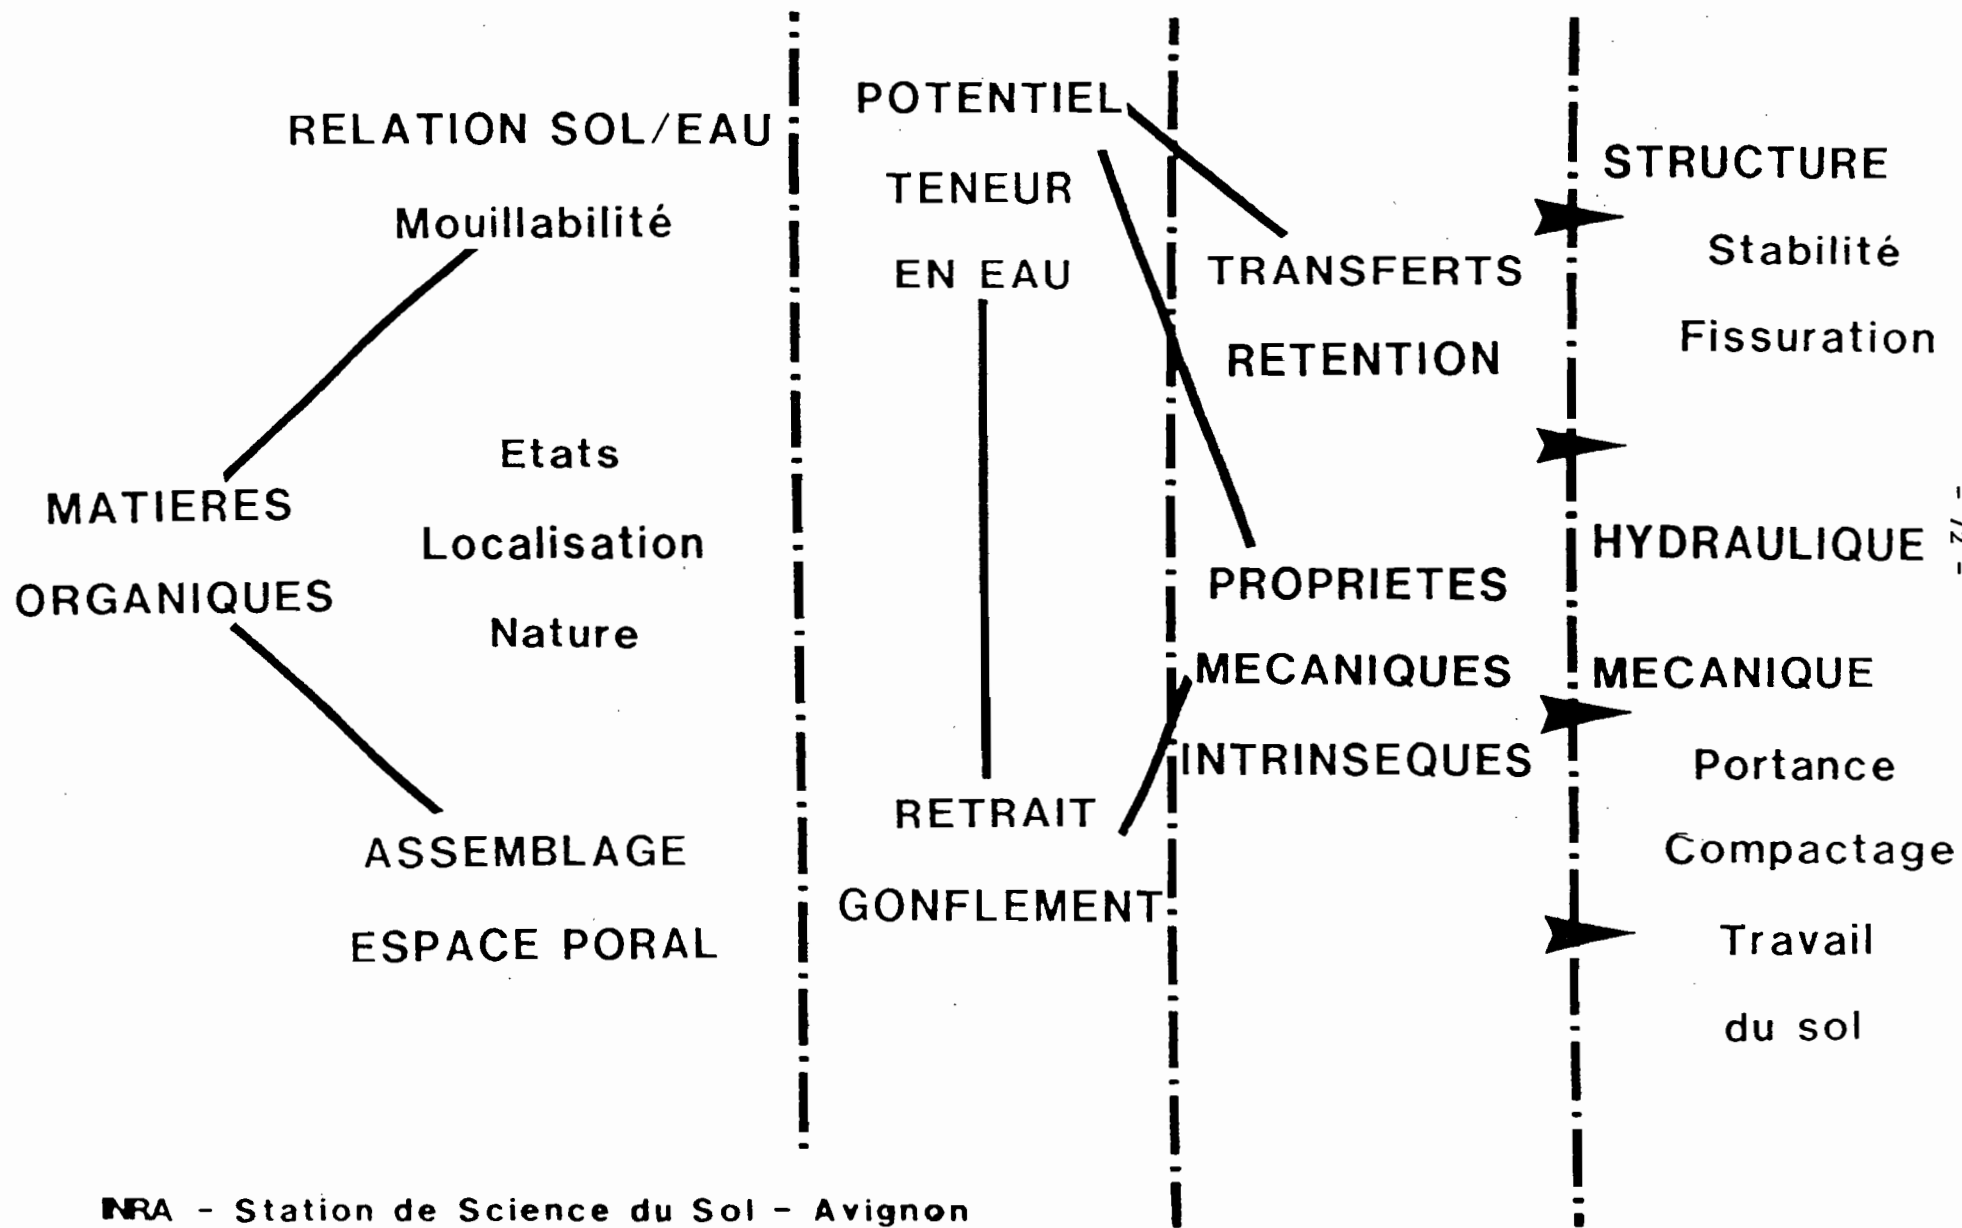 RELATION SOL/EAU
Mouillabilité
Etats
MATIERES
Localisation
ORGANIQUES
Nature
ASSEMBLAGE
ESPACE PORAL
POTENTIEL
TENEUR
EN EAU
RETRAIT
GONFLEMENT
TRANSFERTS
RETENTION
PROPRIETES
MECANIQUES
INTRINSEQUES
STRUCTURE
Stabilité
Fissuration
HYDRAULIQUE
MECANIQUE
Portance
Compactage
Travail
du sol
- 72 -
INRA - Station de Science du Sol - Avignon